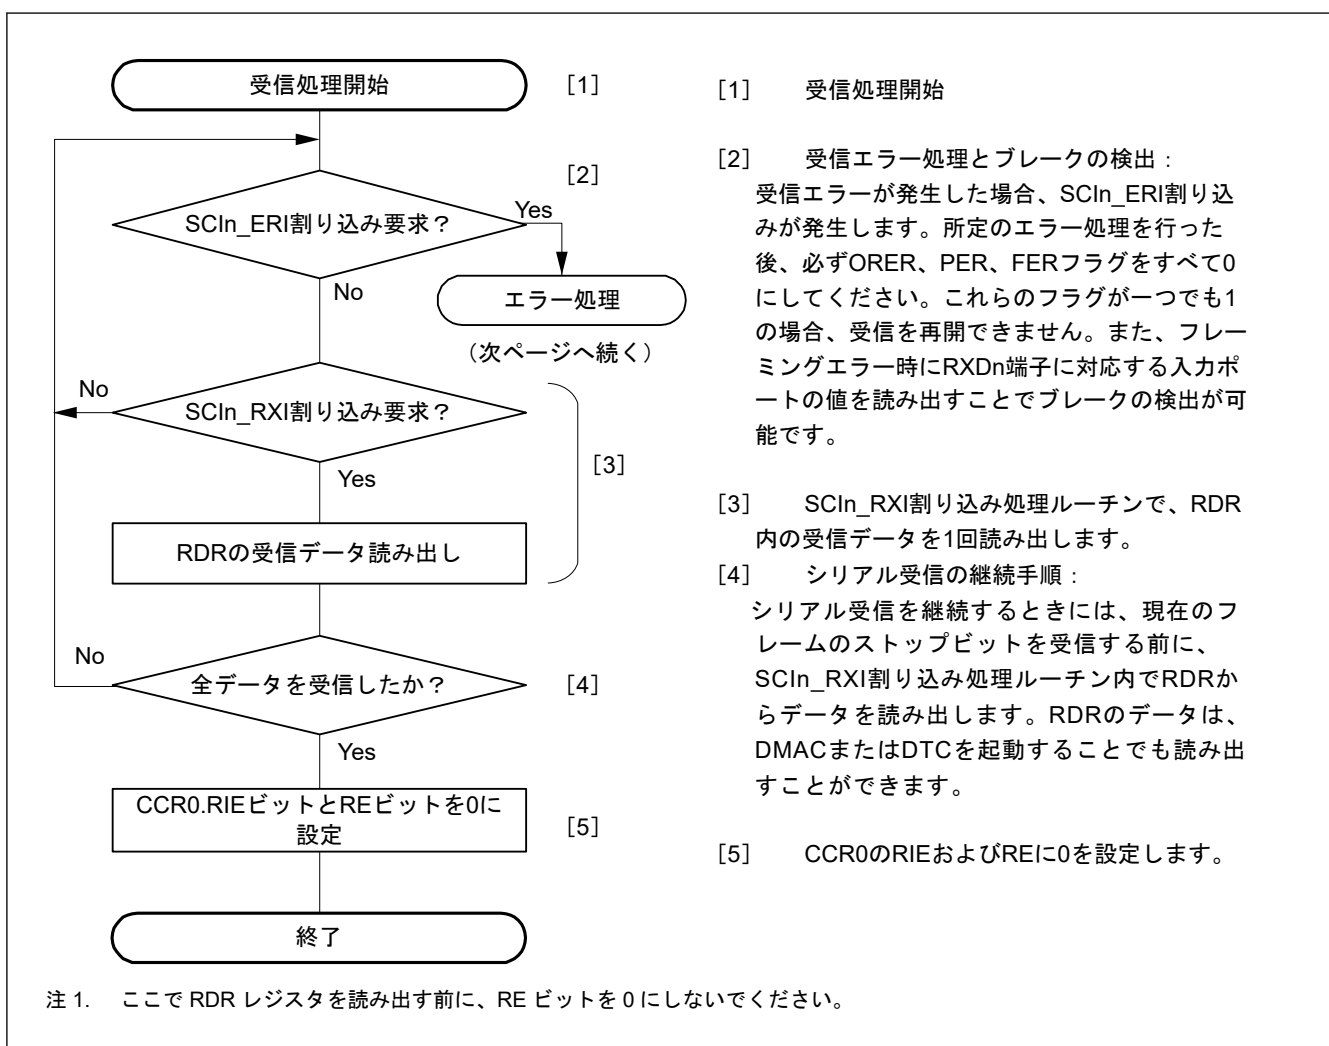 受信処理開始
[1]
SCIn_ERI割り込み要求？
[2]
Yes
No
エラー処理
（次ページへ続く）
SCIn_RXI割り込み要求？
No
Yes
[3]
RDRの受信データ読み出し
全データを受信したか？
No
[4]
Yes
CCR0.RIEビットとREビットを0に
設定
[5]
終了
[1] 受信処理開始
[2] 受信エラー処理とブレークの検出：
受信エラーが発生した場合、SCIn_ERI割り込
みが発生します。所定のエラー処理を行った
後、必ずORER、PER、FERフラグをすべて0
にしてください。これらのフラグが一つでも1
の場合、受信を再開できません。また、フレー
ミングエラー時にRXDn端子に対応する入力ポ
ートの値を読み出すことでブレークの検出が可
能です。
[3] SCIn_RXI割り込み処理ルーチンで、RDR
内の受信データを1回読み出します。
[4] シリアル受信の継続手順：
シリアル受信を継続するときには、現在のフ
レームのストップビットを受信する前に、
SCIn_RXI割り込み処理ルーチン内でRDRか
らデータを読み出します。RDRのデータは、
DMACまたはDTCを起動することでも読み出
すことができます。
[5] CCR0のRIEおよびREに0を設定します。
注 1. ここで RDR レジスタを読み出す前に、RE ビットを 0 にしないでください。